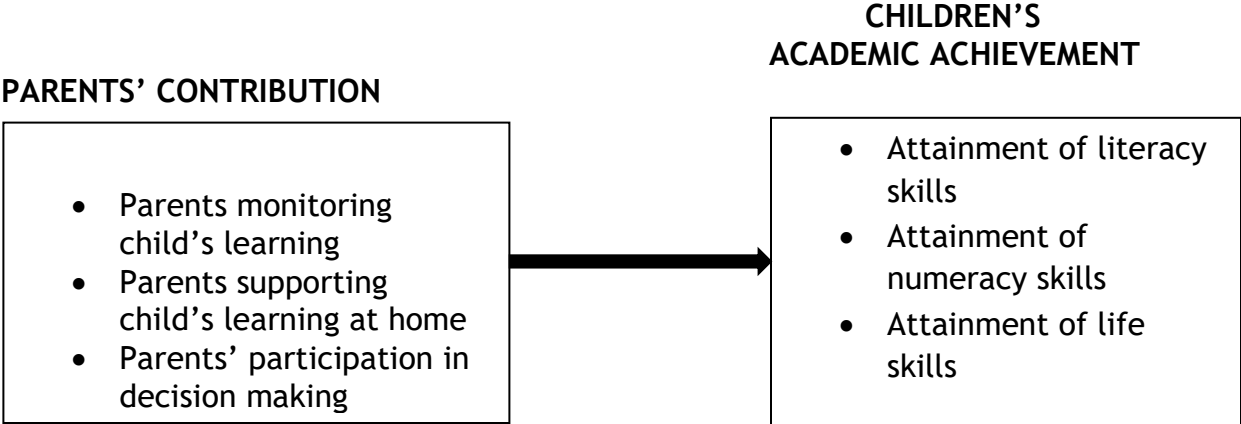 PARENTS’ CONTRIBUTION
• Parents monitoring
child’s learning
• Parents supporting
child’s learning at home
• Parents’ participation in
decision making
CHILDREN’S
ACADEMIC ACHIEVEMENT
• Attainment of literacy
skills
• Attainment of
numeracy skills
• Attainment of life
skills